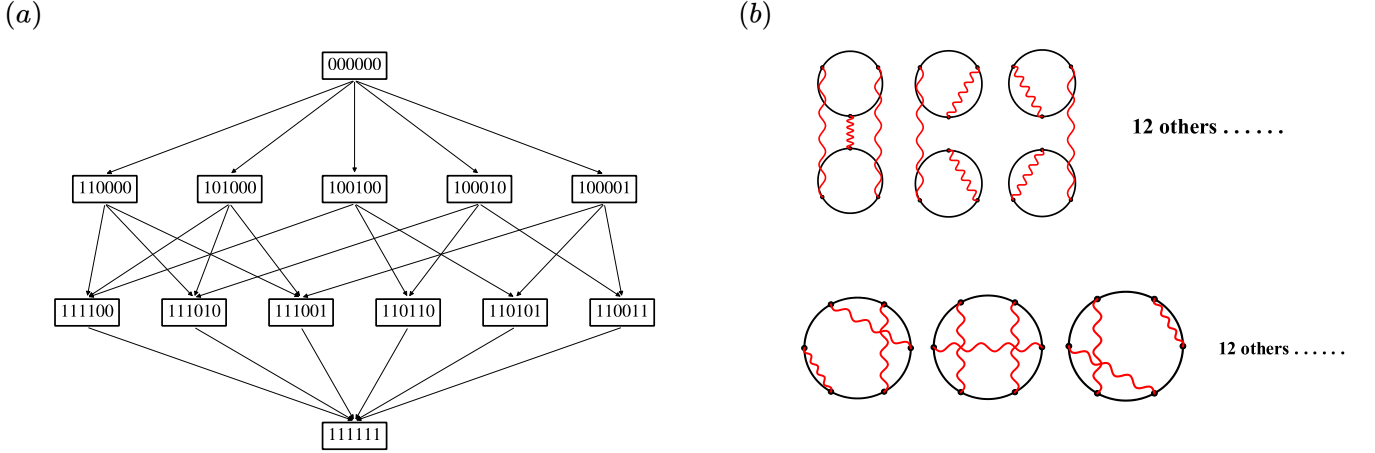 (a)
000000
110000 101000 100100 100010 100001
111100 111010 111001 110110 110101 110011
111111
(b)
12 others . . . . . .
12 others . . . . . .